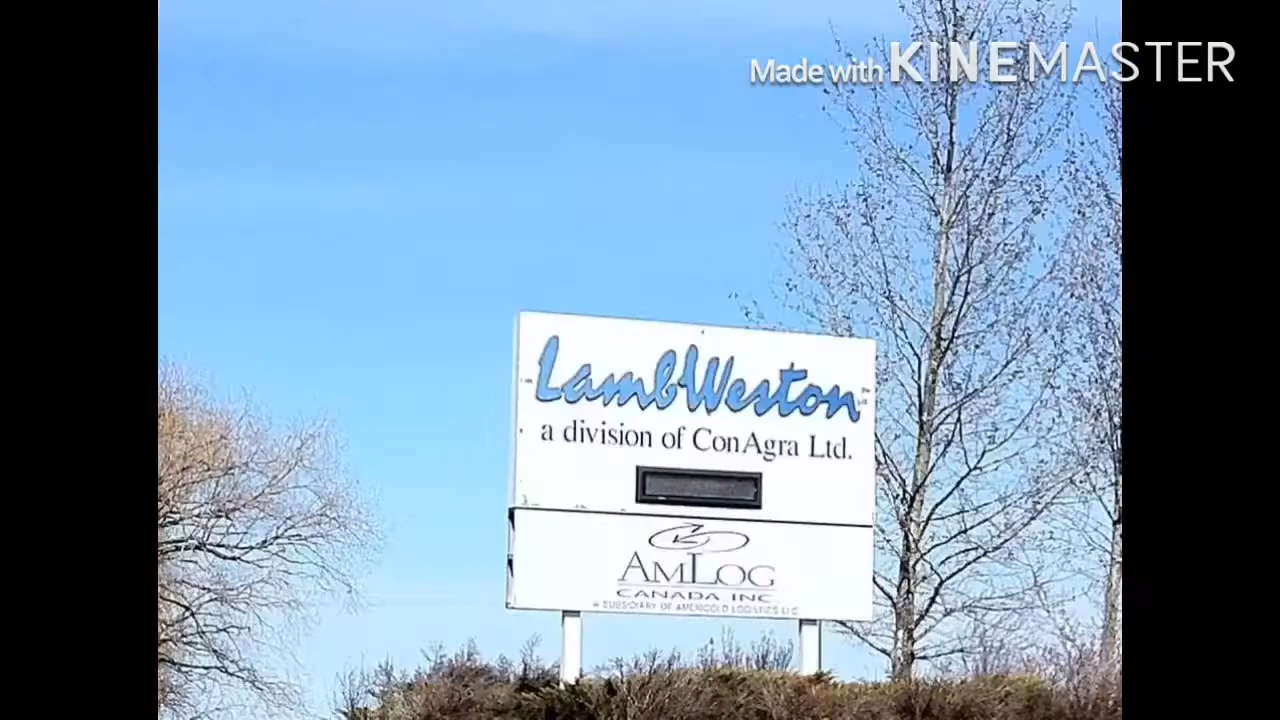 Made with KINEMASTER
LambWeston
a division of ConAgra Ltd.
AMLOG
CANADA INC.
A SUBSIDIARY OF AMERICOLD LOGISTICS LLC